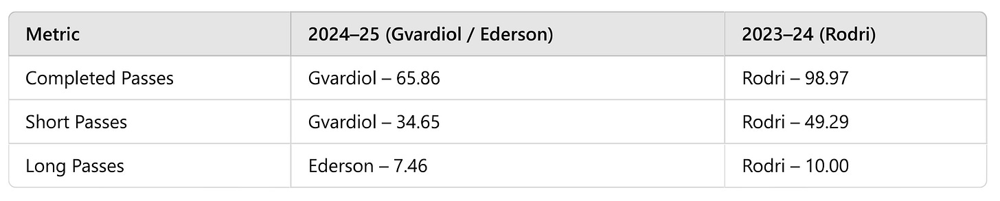 Metric 2024–25 (Gvardiol / Ederson) 2023–24 (Rodri)
Completed Passes Gvardiol – 65.86 Rodri – 98.97
Short Passes Gvardiol – 34.65 Rodri – 49.29
Long Passes Ederson – 7.46 Rodri – 10.00